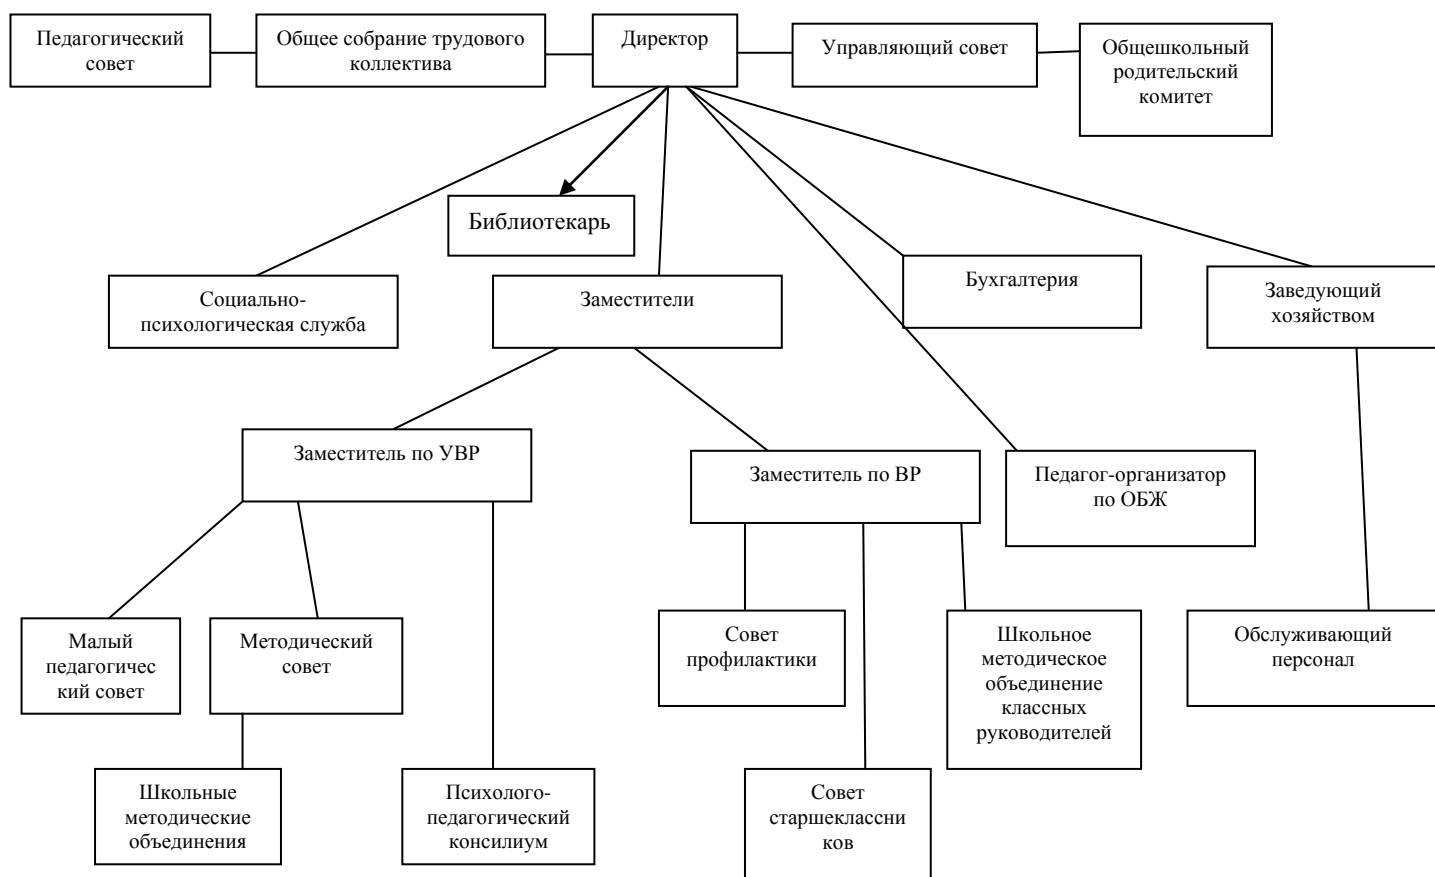 Педагогический
совет
Общее собрание трудового
коллектива
Директор
Управляющий совет
Общешкольный
родительский
комитет
Библиотекарь
Социально-
психологическая служба
Заместители
Бухгалтерия
Заведующий
хозяйством
Заместитель по УВР
Заместитель по ВР
Педагог-организатор
по ОБЖ
Малый
педагогичес
кий совет
Методический
совет
Совет
профилактики
Школьное
методическое
объединение
классных
руководителей
Обслуживающий
персонал
Школьные
методические
объединения
Психолого-
педагогический
консилиум
Совет
старшеклассни
ков